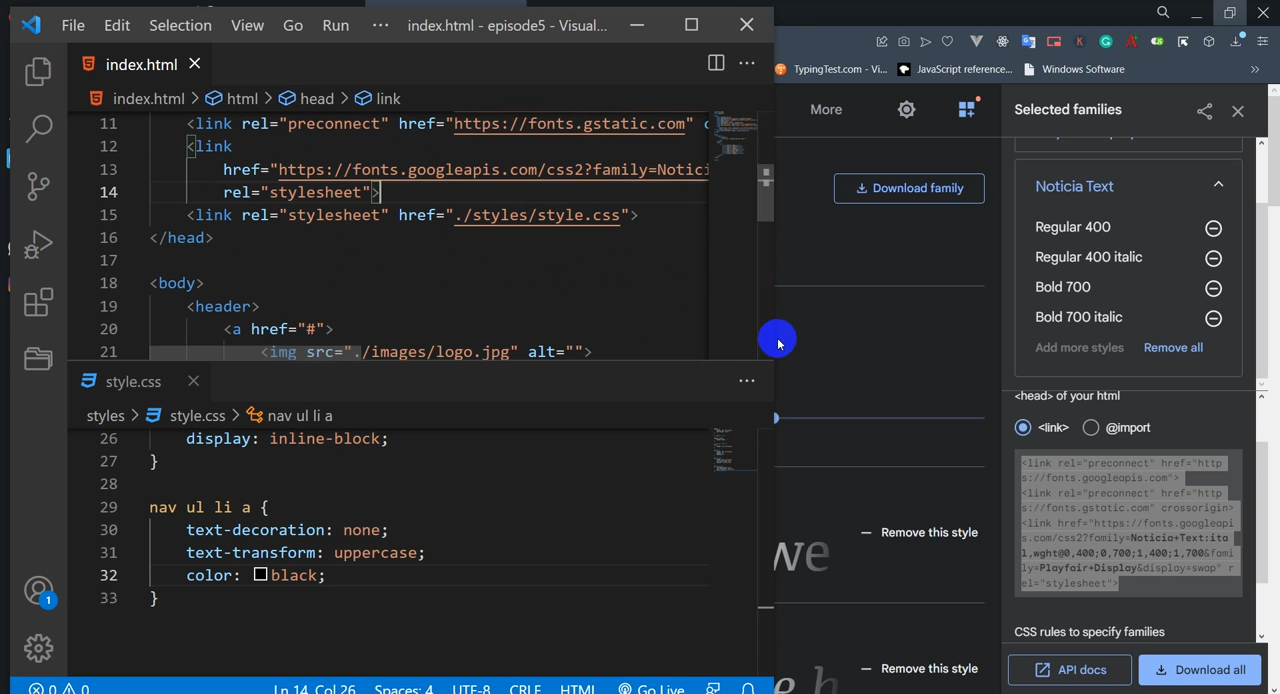 File Edit Selection View Go Run ··· index.html - episode5 - Visual...
index.html
index.html > html > head > link
11 <link rel="preconnect" href="https://fonts.gstatic.com" c
12 <link
13 href="https://fonts.googleapis.com/css2?family=Notici
14 rel="stylesheet">
15 <link rel="stylesheet" href="./styles/style.css">
16 </head>
17
18 <body>
19 <header>
20 <a href="#">
21 <img src="./images/logo.jpg" alt="">
style.css
styles > style.css > nav ul li a
26 display: inline-block;
27 }
28
29 nav ul li a {
30 text-decoration: none;
31 text-transform: uppercase;
32 color: black;
33 }
1
0 0 Ln 14, Col 26 Spaces: 4 UTF-8 CRLF HTML Go Live
TypingTest.com - Vi... JavaScript reference... Windows Software
More
Download family
we
Remove this style
Remove this style
Selected families
Noticia Text
Regular 400
Regular 400 italic
Bold 700
Bold 700 italic
Add more styles Remove all
<head> of your html
<link> @import
<link rel="preconnect" href="http
s://fonts.googleapis.com">
<link rel="preconnect" href="http
s://fonts.gstatic.com" crossorigin>
<link href="https://fonts.googleapi
s.com/css2?family=Noticia+Text:ita
l,wght@0,400;0,700;1,400;1,700&fami
ly=Playfair+Display&display=swap" r
el="stylesheet">
CSS rules to specify families
API docs Download all